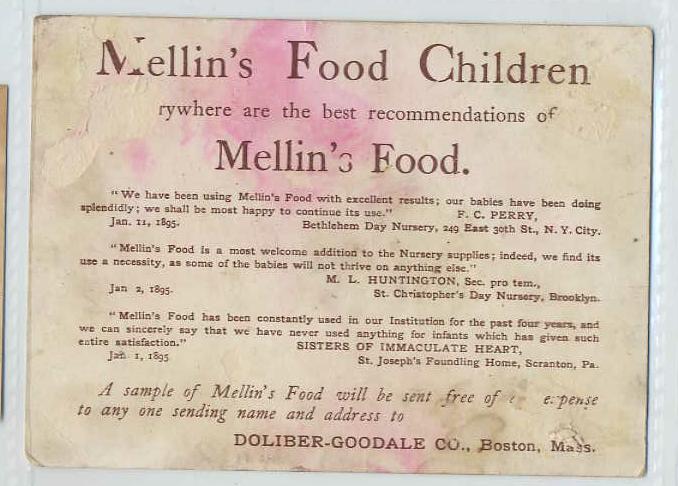 Mellin's Food Children
rywhere are the best recommendations of
Mellin's Food.
"We have been using Mellin's Food with excellent results; our babies have been doing
splendidly; we shall be most happy to continue its use." F. C. PERRY,
Jan. 11, 1895. Bethlehem Day Nursery, 249 East 30th St., N. Y. City.
"Mellin's Food is a most welcome addition to the Nursery supplies; indeed, we find its
use a necessity, as some of the babies will not thrive on anything else."
M. L. HUNTINGTON, Sec. pro tem.,
Jan 2, 1895. St. Christopher's Day Nursery, Brooklyn.
"Mellin's Food has been constantly used in our Institution for the past four years, and
we can sincerely say that we have never used anything for infants which has given such
entire satisfaction." SISTERS OF IMMACULATE HEART,
Jan. 1, 1895 St. Joseph's Foundling Home, Scranton, Pa.
A sample of Mellin's Food will be sent free of expense
to any one sending name and address to
DOLIBER-GOODALE CO., Boston, Mass.